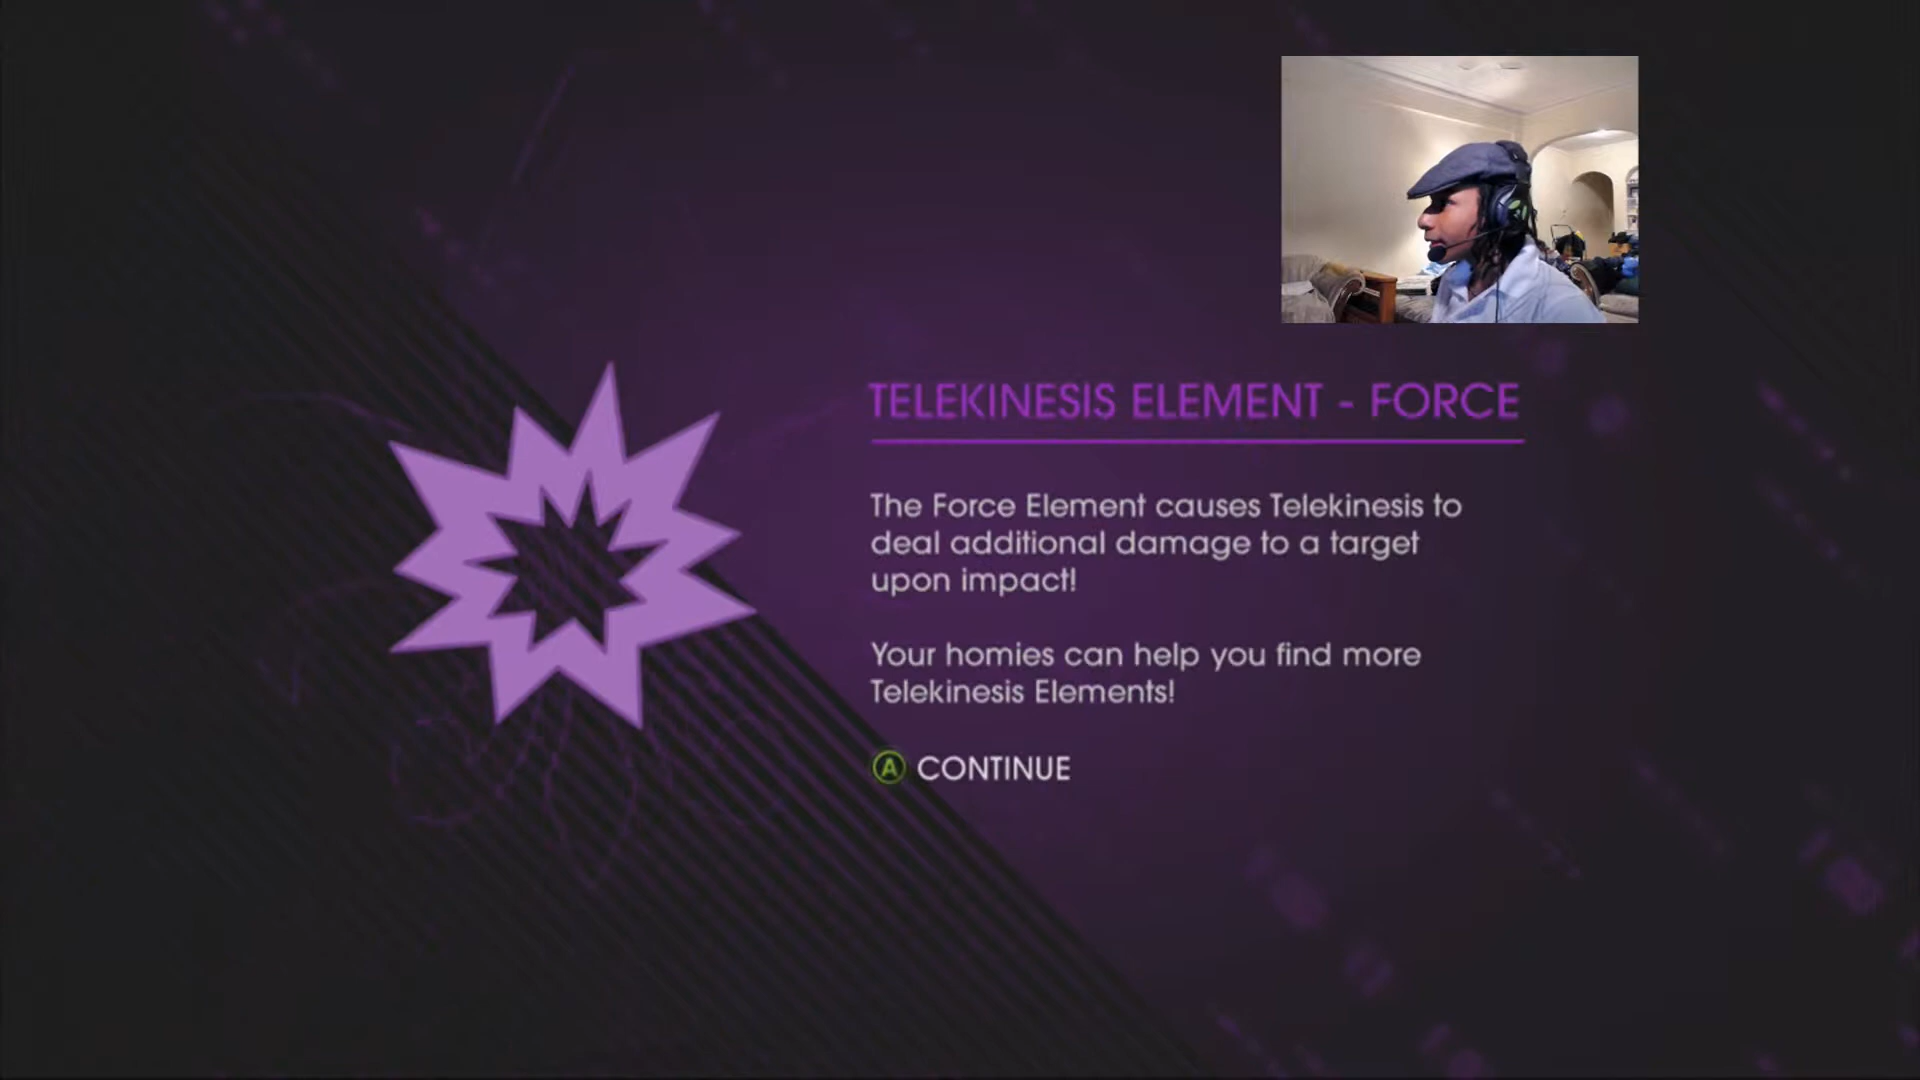 TELEKINESIS ELEMENT - FORCE
The Force Element causes Telekinesis to
deal additional damage to a target
upon impact!
Your homies can help you find more
Telekinesis Elements!
A CONTINUE